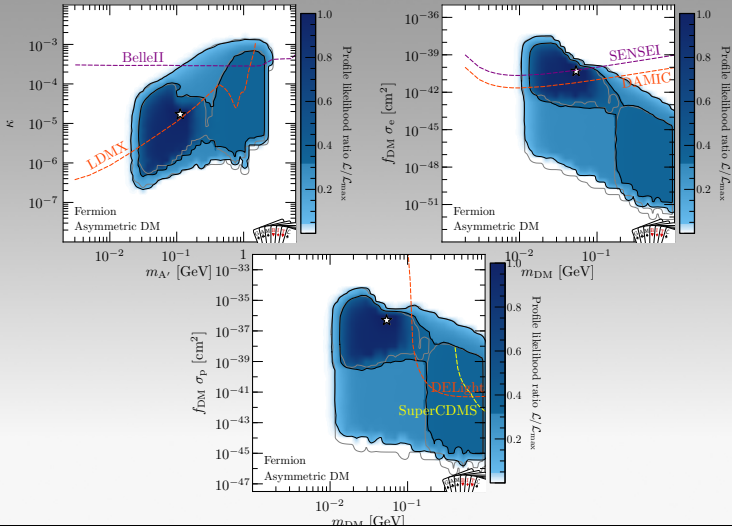 10⁻³
10⁻⁴
10⁻⁵
10⁻⁶
10⁻⁷
κ
BelleII
LDMX
Fermion
Asymmetric DM
10⁻²
10⁻¹
1
m_A′ [GeV]
1.0
0.8
0.6
0.4
0.2
Profile likelihood ratio ℒ/ℒmax
10⁻³⁶
10⁻³⁹
10⁻⁴²
10⁻⁴⁵
10⁻⁴⁸
10⁻⁵¹
f_DM σ_e [cm²]
SENSEI
DAMIC
Fermion
Asymmetric DM
10⁻²
10⁻¹
m_DM [GeV]
1.0
0.8
0.6
0.4
0.2
Profile likelihood ratio ℒ/ℒmax
10⁻³³
10⁻³⁵
10⁻³⁷
10⁻³⁹
10⁻⁴¹
10⁻⁴³
10⁻⁴⁵
10⁻⁴⁷
f_DM σ_p [cm²]
DELight
SuperCDMS
Fermion
Asymmetric DM
10⁻²
10⁻¹
m_DM [GeV]
1.0
0.8
0.6
0.4
0.2
Profile likelihood ratio ℒ/ℒmax